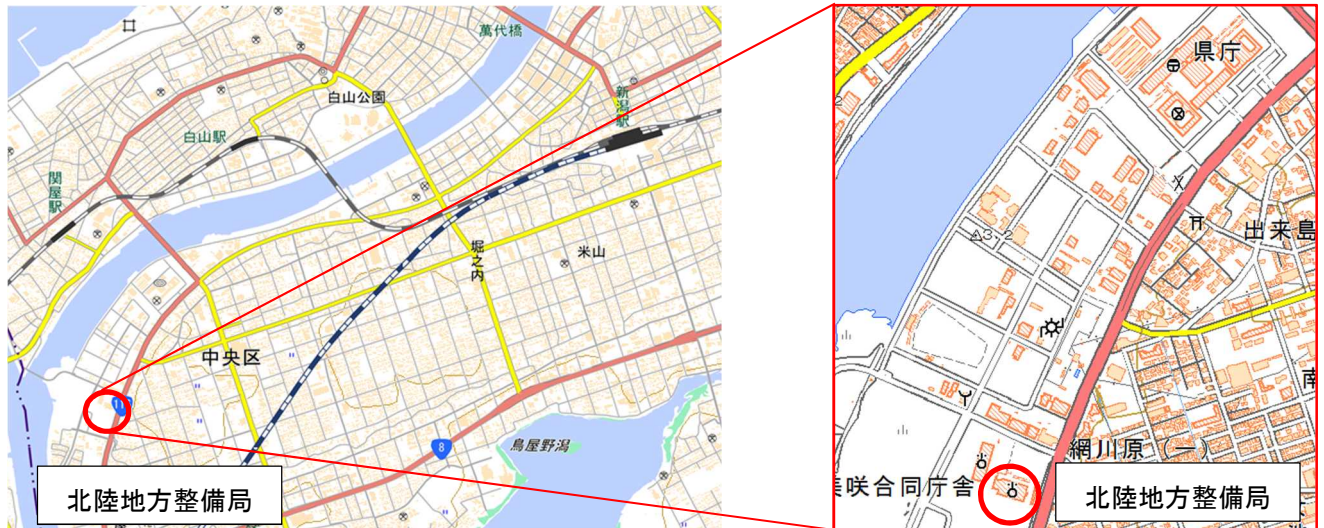 萬代橋
新潟駅
白山公園
白山駅
関屋駅
堀之内
米山
中央区
8
鳥屋野潟
北陸地方整備局
県庁
出来島
3.2
南
網川原(一)
美咲合同庁舎
北陸地方整備局